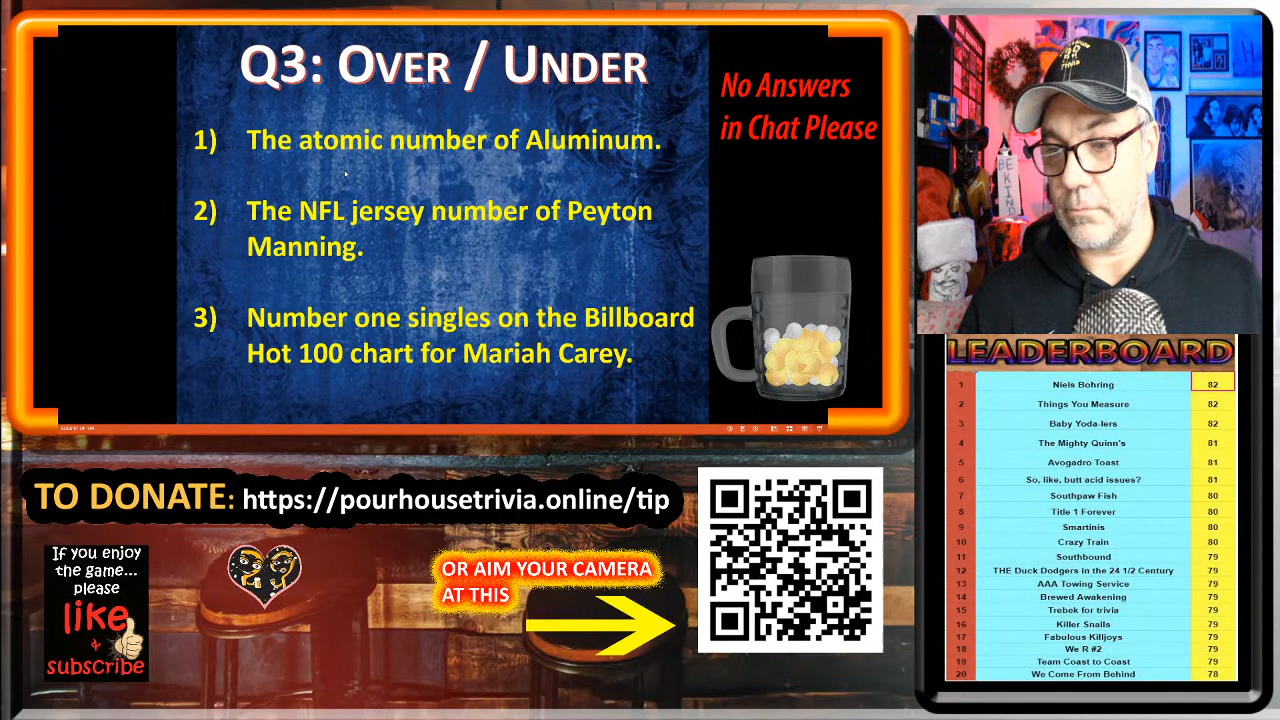 Q3: OVER / UNDER
1) The atomic number of Aluminum.
2) The NFL jersey number of Peyton
Manning.
3) Number one singles on the Billboard
Hot 100 chart for Mariah Carey.
No Answers
in Chat Please
TO DONATE: https://pourhousetrivia.online/tip
If you enjoy
the game...
please
like
&
subscribe
OR AIM YOUR CAMERA
AT THIS
BE
KIN
LEADERBOARD
1 Niels Bohring 82
2 Things You Measure 82
3 Baby Yoda-lers 82
4 The Mighty Quinn's 81
5 Avogadro Toast 81
6 So, like, butt acid issues? 81
7 Southpaw Fish 80
8 Title 1 Forever 80
9 Smartinis 80
10 Crazy Train 80
11 Southbound 79
12 THE Duck Dodgers in the 24 1/2 Century 79
13 AAA Towing Service 79
14 Brewed Awakening 79
15 Trebek for trivia 79
16 Killer Snails 79
17 Fabulous Killjoys 79
18 We R #2 79
19 Team Coast to Coast 79
20 We Come From Behind 78